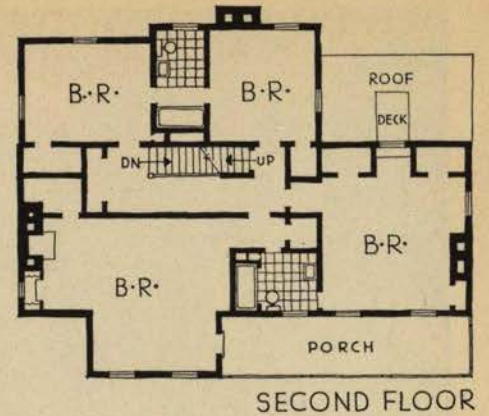 B.R.
B.R.
ROOF
DECK
DN
UP
B.R.
B.R.
PORCH
SECOND FLOOR